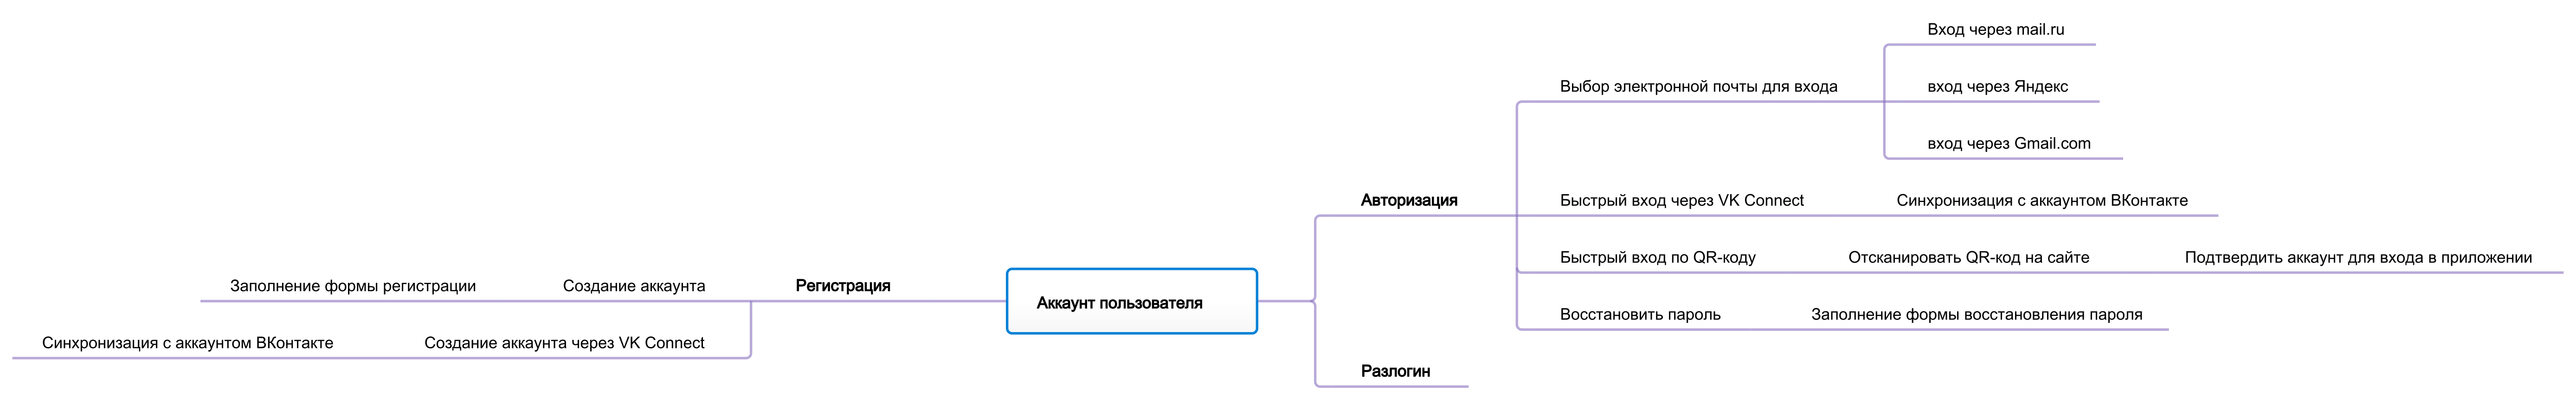 Вход через mail.ru
Выбор электронной почты для входа
вход через Яндекс
вход через Gmail.com
Авторизация
Быстрый вход через VK Connect
Синхронизация с аккаунтом ВКонтакте
Быстрый вход по QR-коду
Отсканировать QR-код на сайте
Подтвердить аккаунт для входа в приложении
Заполнение формы регистрации
Создание аккаунта
Регистрация
Аккаунт пользователя
Восстановить пароль
Заполнение формы восстановления пароля
Синхронизация с аккаунтом ВКонтакте
Создание аккаунта через VK Connect
Разлогин